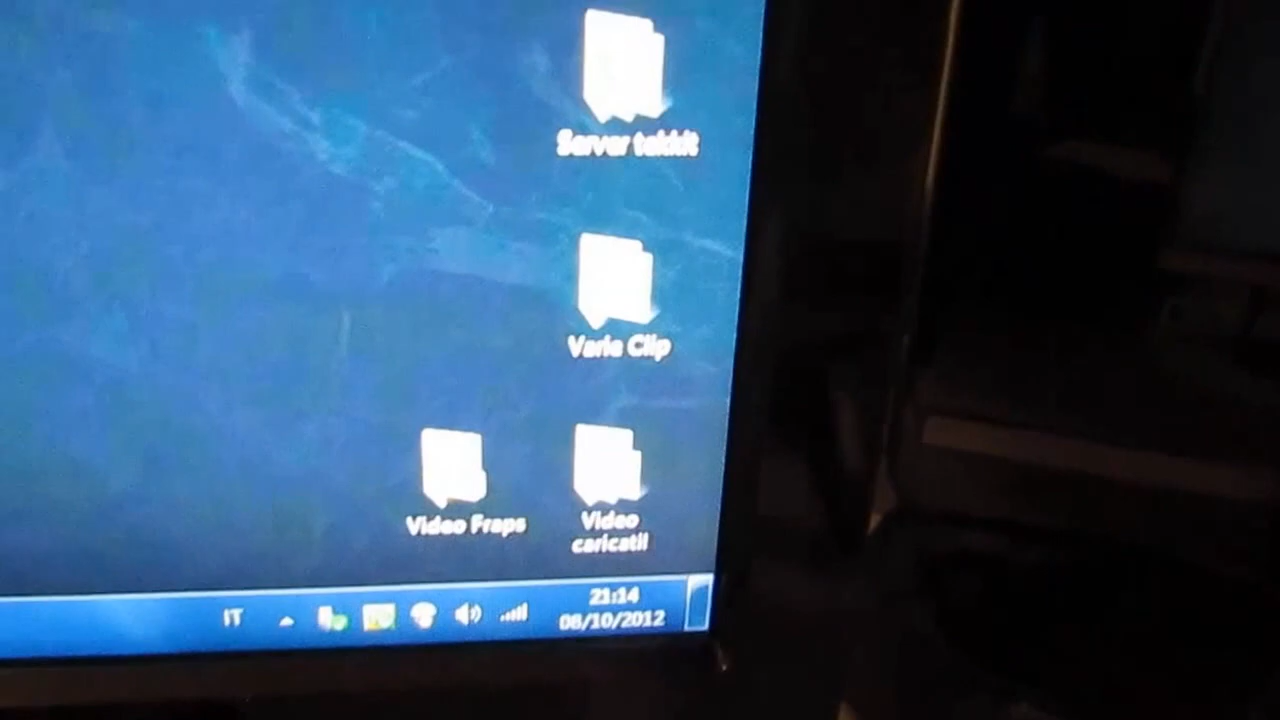 Server tekkit
Varie Clip
Video Fraps
Video
caricati!
IT
21:14
08/10/2012